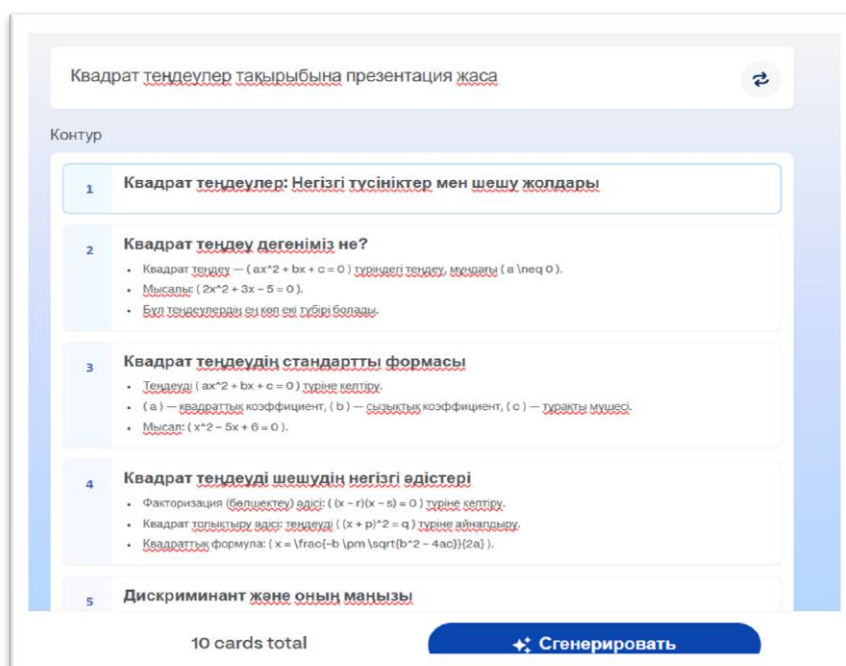 Квадрат теңдеулер тақырыбына презентация жаса
Контур
1 Квадрат теңдеулер: Негізгі түсініктер мен шешу жолдары
2 Квадрат теңдеу дегеніміз не?
• Квадрат теңдеу — ( ax^2 + bx + c = 0 ) түріндегі теңдеу, мұндағы ( a \neq 0 ).
• Мысалы: ( 2x^2 + 3x – 5 = 0 ).
• Бұл теңдеулердің ең көп екі түбірі болады.
3 Квадрат теңдеудің стандартты формасы
• Теңдеуді ( ax^2 + bx + c = 0 ) түріне келтіру.
• ( a ) — квадраттық коэффициент, ( b ) — сызықтық коэффициент, ( c ) — тұрақты мүшесі.
• Мысал: ( x^2 – 5x + 6 = 0 ).
4 Квадрат теңдеуді шешудің негізгі әдістері
• Факторизация (бөлшектеу) әдісі: ( (x – r)(x – s) = 0 ) түріне келтіру.
• Квадрат толықтыру әдісі: теңдеуді ( (x + p)^2 = q ) түріне айналдыру.
• Квадраттық формула: ( x = \frac{-b \pm \sqrt{b^2 – 4ac}}{2a} ).
5 Дискриминант және оның маңызы
10 cards total
Сгенерировать